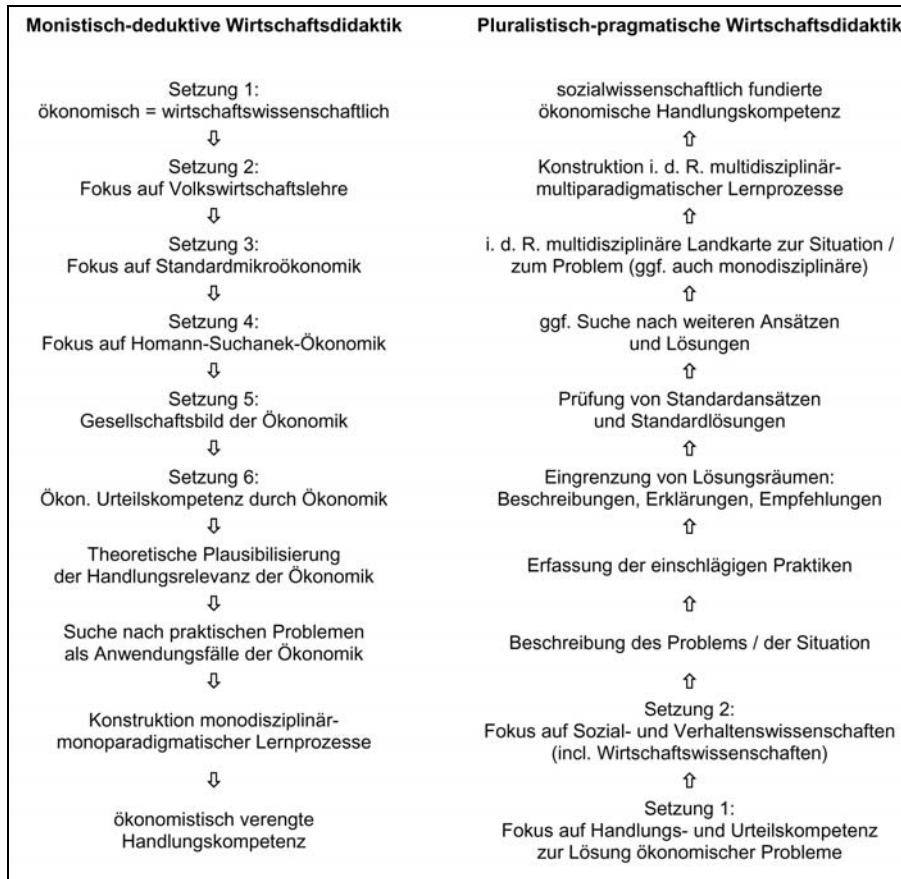 Monistisch-deduktive Wirtschaftsdidaktik
Setzung 1:
ökonomisch = wirtschaftswissenschaftlich
⇩
Setzung 2:
Fokus auf Volkswirtschaftslehre
⇩
Setzung 3:
Fokus auf Standardmikroökonomik
⇩
Setzung 4:
Fokus auf Homann-Suchanek-Ökonomik
⇩
Setzung 5:
Gesellschaftsbild der Ökonomik
⇩
Setzung 6:
Ökon. Urteilskompetenz durch Ökonomik
⇩
Theoretische Plausibilisierung
der Handlungsrelevanz der Ökonomik
⇩
Suche nach praktischen Problemen
als Anwendungsfälle der Ökonomik
⇩
Konstruktion monodisziplinär-
monoparadigmatischer Lernprozesse
⇩
ökonomistisch verengte
Handlungskompetenz
Pluralistisch-pragmatische Wirtschaftsdidaktik
sozialwissenschaftlich fundierte
ökonomische Handlungskompetenz
⇧
Konstruktion i. d. R. multidisziplinär-
multiparadigmatischer Lernprozesse
⇧
i. d. R. multidisziplinäre Landkarte zur Situation /
zum Problem (ggf. auch monodisziplinäre)
⇧
ggf. Suche nach weiteren Ansätzen
und Lösungen
⇧
Prüfung von Standardansätzen
und Standardlösungen
⇧
Eingrenzung von Lösungsräumen:
Beschreibungen, Erklärungen, Empfehlungen
⇧
Erfassung der einschlägigen Praktiken
⇧
Beschreibung des Problems / der Situation
⇧
Setzung 2:
Fokus auf Sozial- und Verhaltenswissenschaften
(incl. Wirtschaftswissenschaften)
⇧
Setzung 1:
Fokus auf Handlungs- und Urteilskompetenz
zur Lösung ökonomischer Probleme